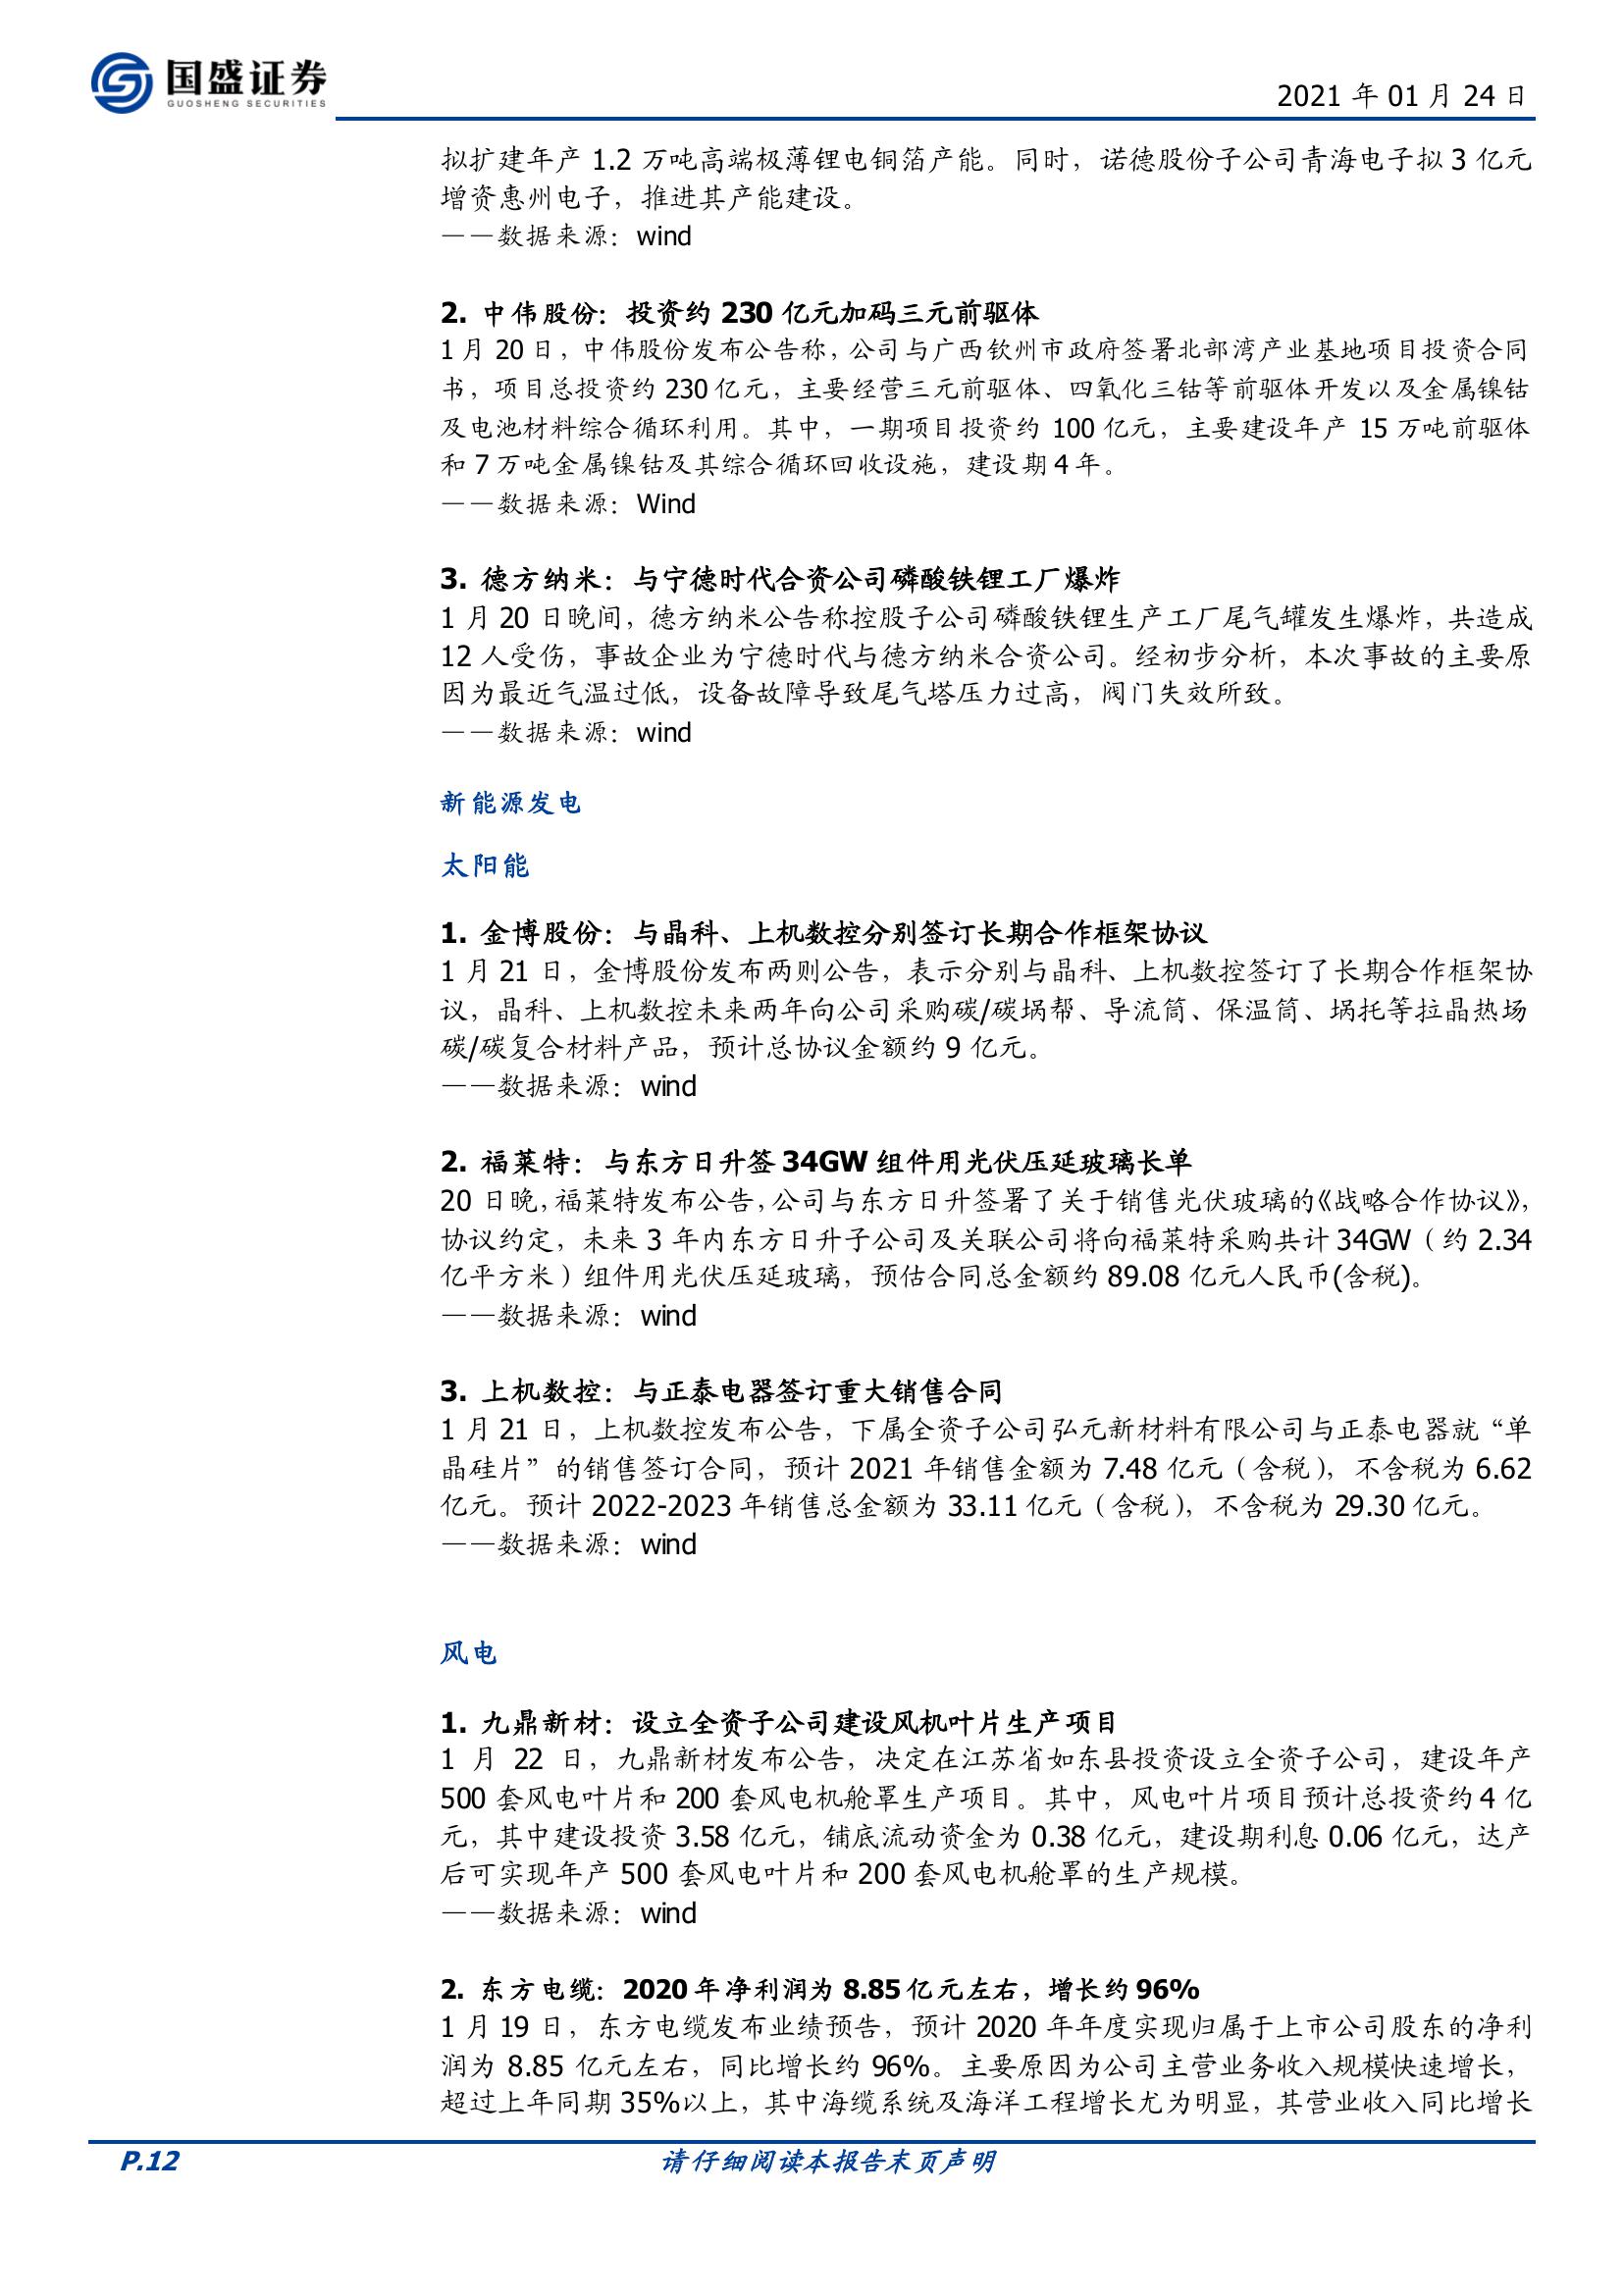 国盛证券
GUOSHENG SECURITIES
2021 年 01 月 24 日
拟扩建年产 1.2 万吨高端极薄锂电铜箔产能。同时，诺德股份子公司青海电子拟 3 亿元
增资惠州电子，推进其产能建设。
——数据来源：wind
2. 中伟股份：投资约 230 亿元加码三元前驱体
1 月 20 日，中伟股份发布公告称，公司与广西钦州市政府签署北部湾产业基地项目投资合同
书，项目总投资约 230 亿元，主要经营三元前驱体、四氧化三钴等前驱体开发以及金属镍钴
及电池材料综合循环利用。其中，一期项目投资约 100 亿元，主要建设年产 15 万吨前驱体
和 7 万吨金属镍钴及其综合循环回收设施，建设期 4 年。
——数据来源：Wind
3. 德方纳米：与宁德时代合资公司磷酸铁锂工厂爆炸
1 月 20 日晚间，德方纳米公告称控股子公司磷酸铁锂生产工厂尾气罐发生爆炸，共造成
12 人受伤，事故企业为宁德时代与德方纳米合资公司。经初步分析，本次事故的主要原
因为最近气温过低，设备故障导致尾气塔压力过高，阀门失效所致。
——数据来源：wind
新能源发电
太阳能
1. 金博股份：与晶科、上机数控分别签订长期合作框架协议
1 月 21 日，金博股份发布两则公告，表示分别与晶科、上机数控签订了长期合作框架协
议，晶科、上机数控未来两年向公司采购碳/碳埚帮、导流筒、保温筒、埚托等拉晶热场
碳/碳复合材料产品，预计总协议金额约 9 亿元。
——数据来源：wind
2. 福莱特：与东方日升签 34GW 组件用光伏压延玻璃长单
20 日晚，福莱特发布公告，公司与东方日升签署了关于销售光伏玻璃的《战略合作协议》，
协议约定，未来 3 年内东方日升子公司及关联公司将向福莱特采购共计 34GW（约 2.34
亿平方米）组件用光伏压延玻璃，预估合同总金额约 89.08 亿元人民币(含税)。
——数据来源：wind
3. 上机数控：与正泰电器签订重大销售合同
1 月 21 日，上机数控发布公告，下属全资子公司弘元新材料有限公司与正泰电器就“单
晶硅片”的销售签订合同，预计 2021 年销售金额为 7.48 亿元（含税），不含税为 6.62
亿元。预计 2022-2023 年销售总金额为 33.11 亿元（含税），不含税为 29.30 亿元。
——数据来源：wind
风电
1. 九鼎新材：设立全资子公司建设风机叶片生产项目
1 月 22 日，九鼎新材发布公告，决定在江苏省如东县投资设立全资子公司，建设年产
500 套风电叶片和 200 套风电机舱罩生产项目。其中，风电叶片项目预计总投资约 4 亿
元，其中建设投资 3.58 亿元，铺底流动资金为 0.38 亿元，建设期利息 0.06 亿元，达产
后可实现年产 500 套风电叶片和 200 套风电机舱罩的生产规模。
——数据来源：wind
2. 东方电缆：2020 年净利润为 8.85 亿元左右，增长约 96%
1 月 19 日，东方电缆发布业绩预告，预计 2020 年年度实现归属于上市公司股东的净利
润为 8.85 亿元左右，同比增长约 96%。主要原因为公司主营业务收入规模快速增长，
超过上年同期 35%以上，其中海缆系统及海洋工程增长尤为明显，其营业收入同比增长
P.12
请仔细阅读本报告末页声明